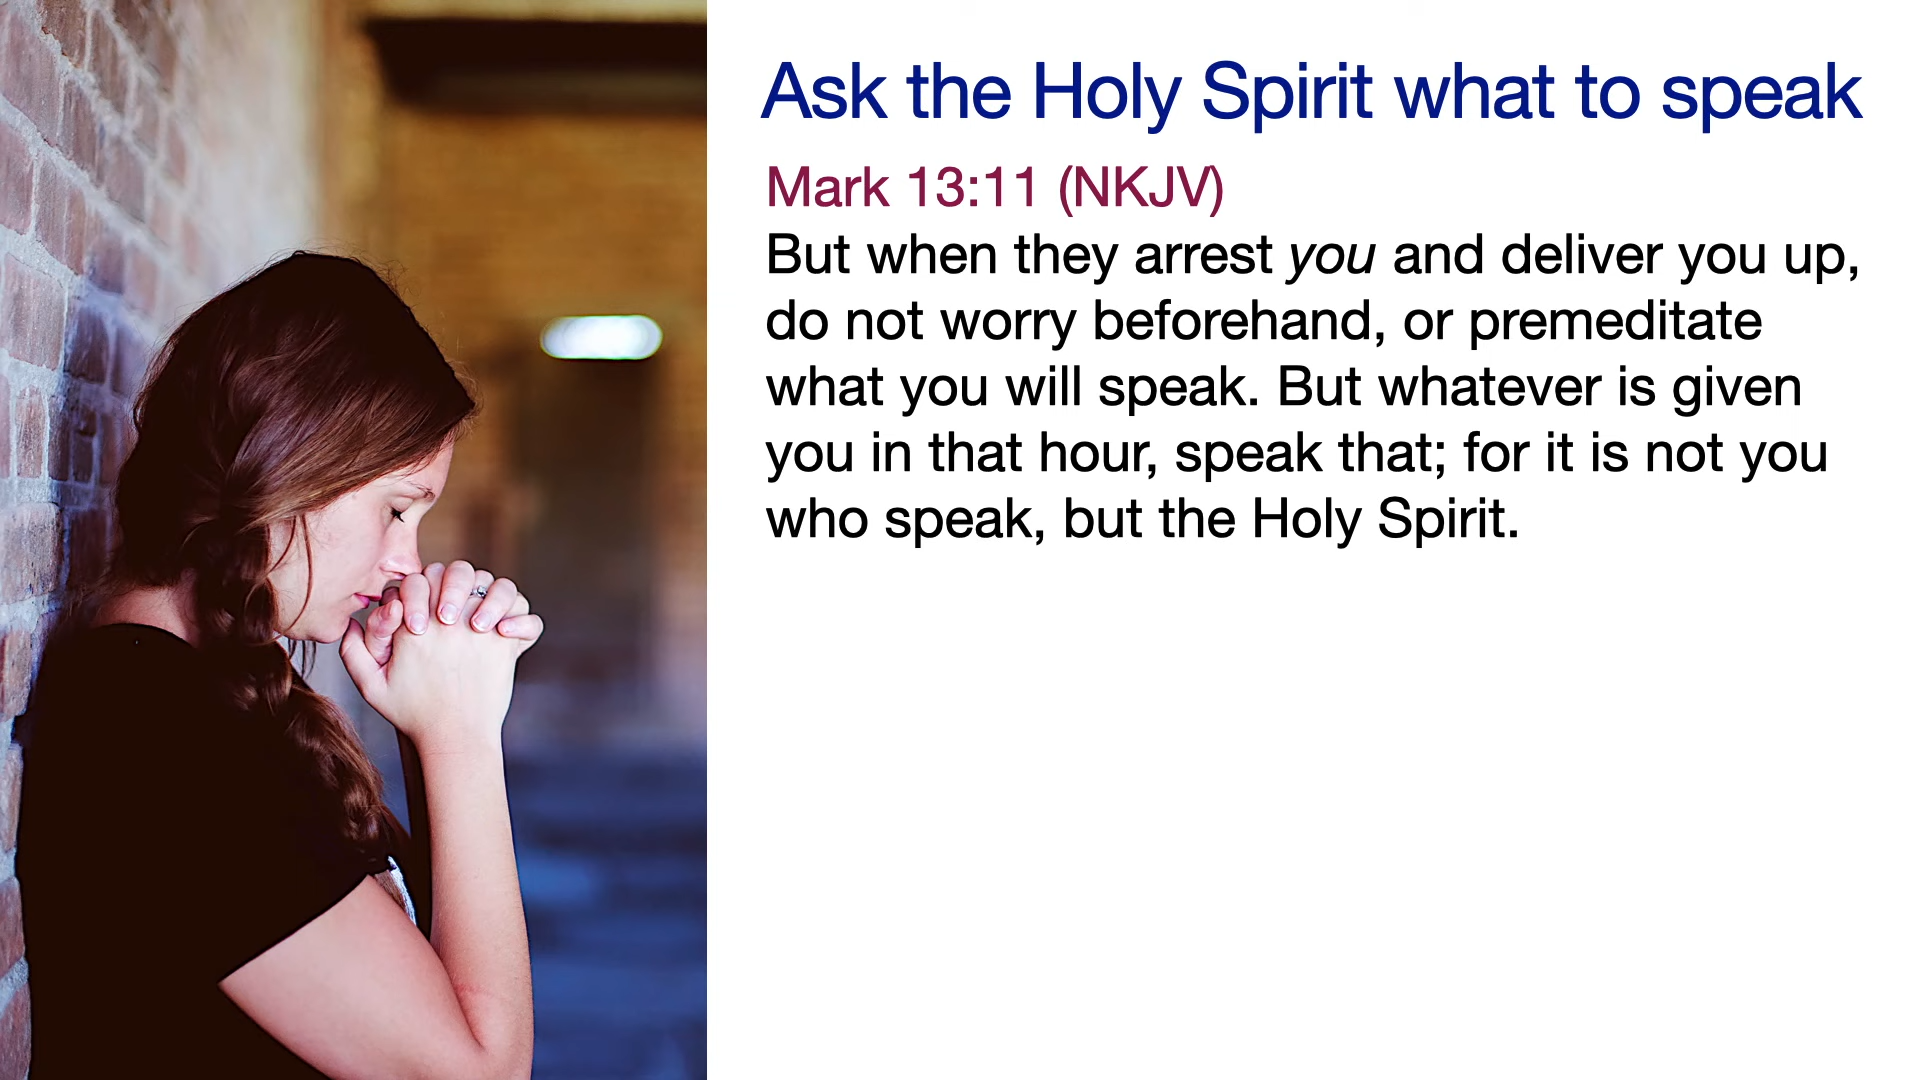 Ask the Holy Spirit what to speak
Mark 13:11 (NKJV)
But when they arrest you and deliver you up,
do not worry beforehand, or premeditate
what you will speak. But whatever is given
you in that hour, speak that; for it is not you
who speak, but the Holy Spirit.